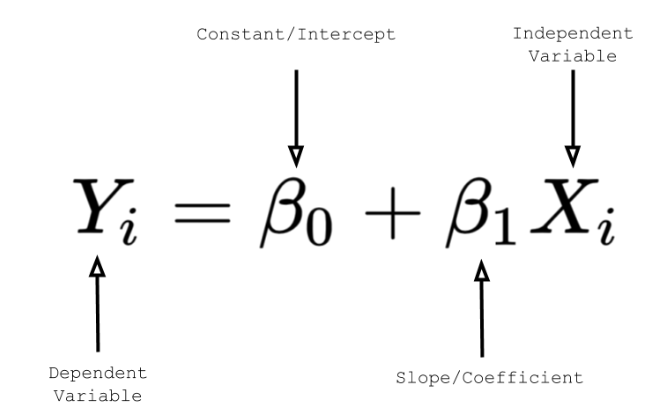 Constant/Intercept
Independent
Variable
Yᵢ = β₀ + β₁Xᵢ
Dependent
Variable
Slope/Coefficient